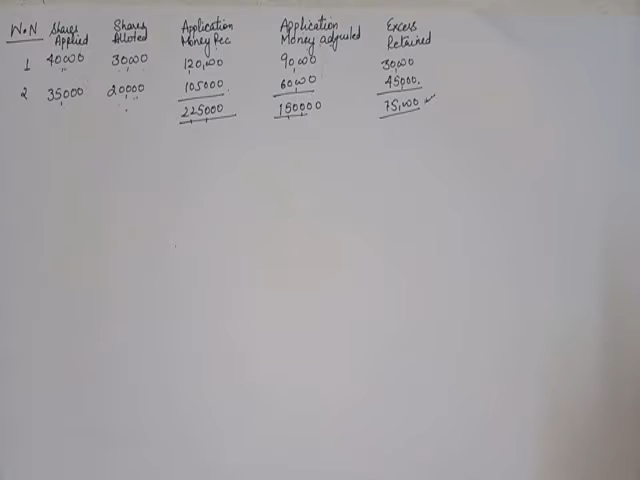 W.N Shares Applied Shares Alloted Application Money Rec Application Money adjusted Excess Retained
1 40000 30000 120,000 90,000 30,000
2 35000 20000 105000 60000 45000.
225000 150000 75,000